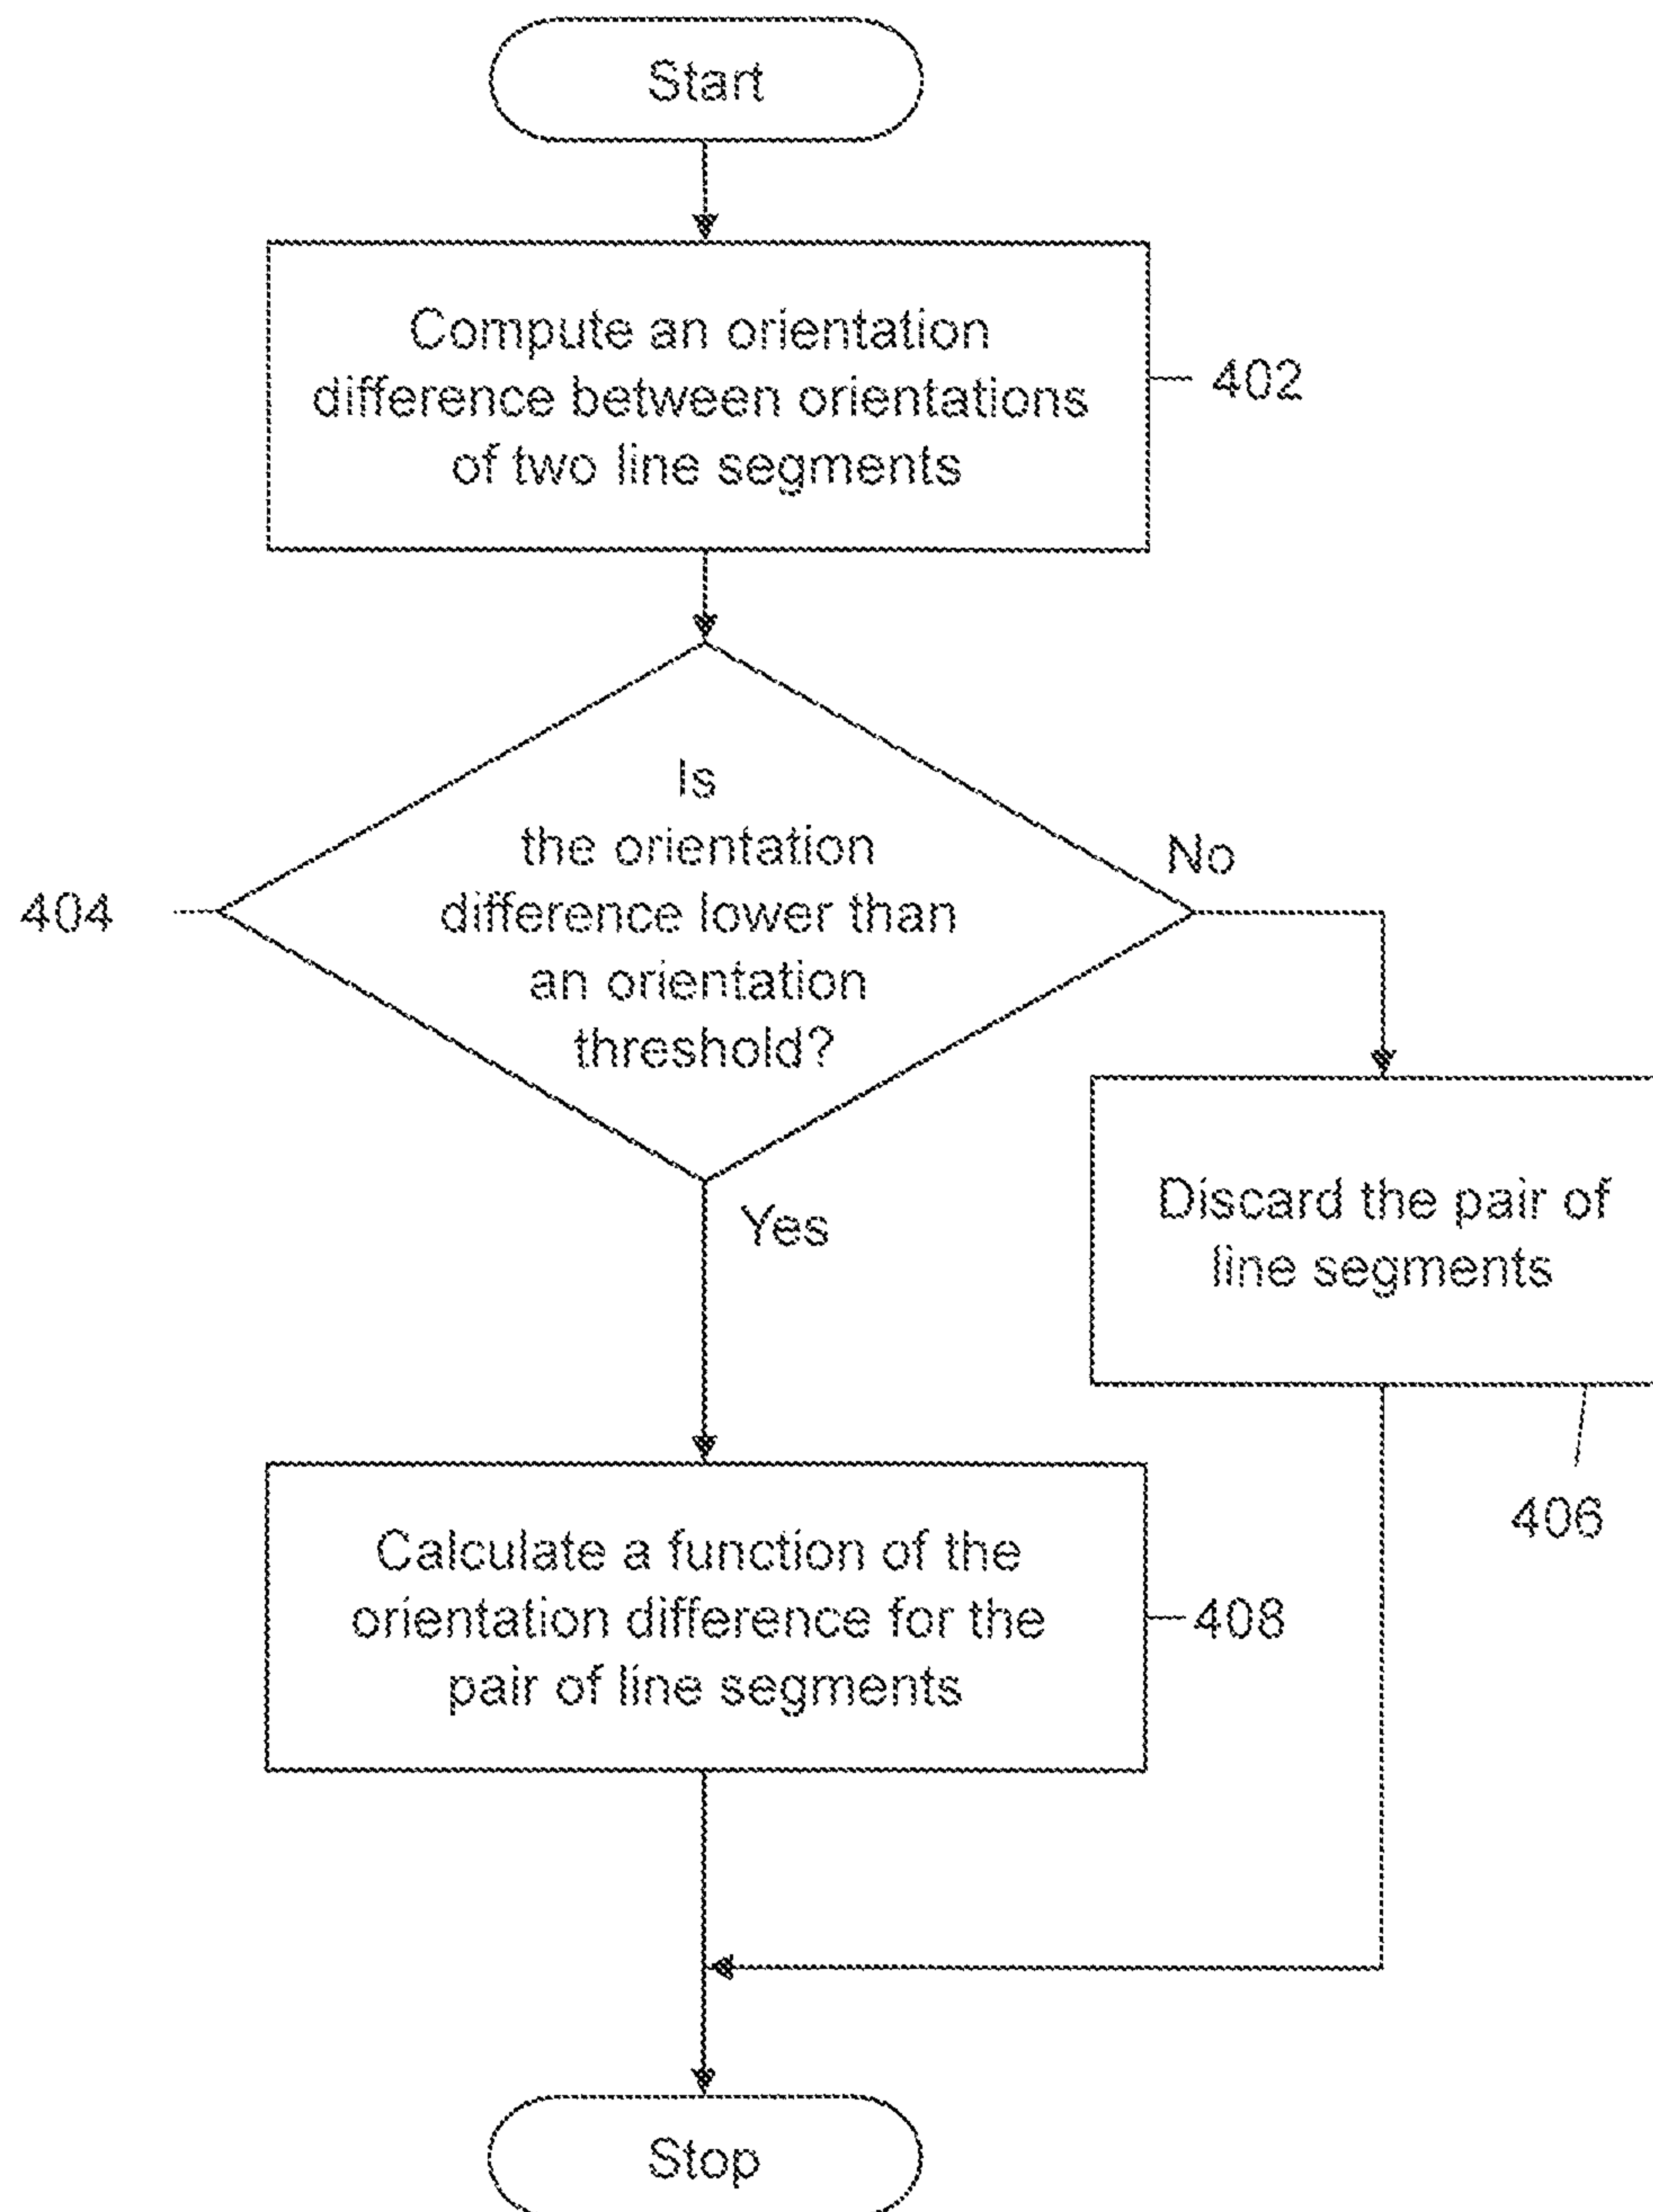 Start
Compute an orientation
difference between orientations
of two line segments
402
Is
the orientation
difference lower than
an orientation
threshold?
404
No
Yes
Discard the pair of
line segments
406
Calculate a function of the
orientation difference for the
pair of line segments
408
Stop